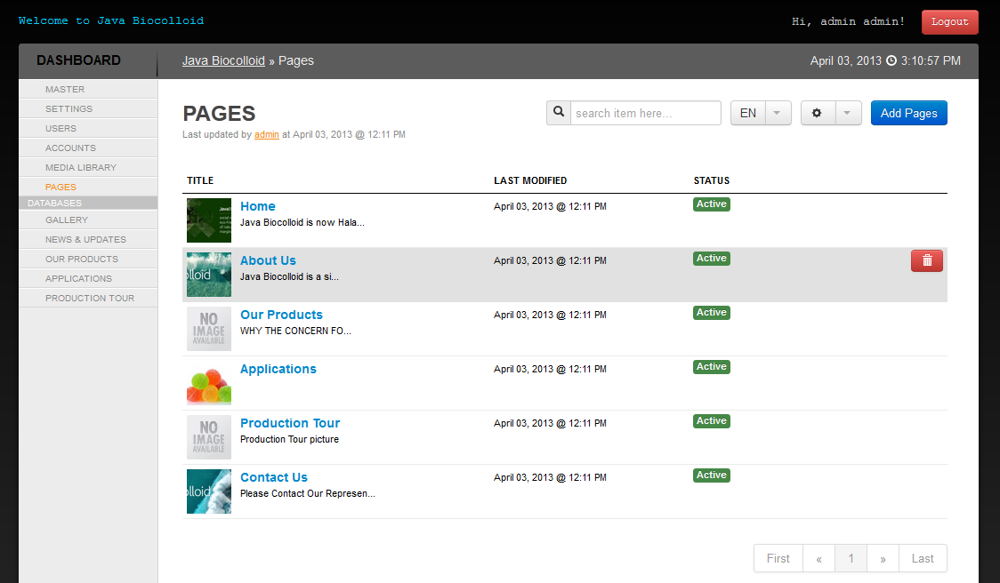 Welcome to Java Biocolloid
Hi, admin admin!
Logout
DASHBOARD
Java Biocolloid » Pages
April 03, 2013 3:10:57 PM
MASTER
SETTINGS
USERS
ACCOUNTS
MEDIA LIBRARY
PAGES
DATABASES
GALLERY
NEWS & UPDATES
OUR PRODUCTS
APPLICATIONS
PRODUCTION TOUR
PAGES
search item here...
EN
Add Pages
Last updated by admin at April 03, 2013 @ 12:11 PM
TITLE LAST MODIFIED STATUS
Home April 03, 2013 @ 12:11 PM Active
Java Biocolloid is now Hala...
olloid
About Us April 03, 2013 @ 12:11 PM Active
Java Biocolloid is a si...
NO IMAGE AVAILABLE
Our Products April 03, 2013 @ 12:11 PM Active
WHY THE CONCERN FO...
Applications April 03, 2013 @ 12:11 PM Active
NO IMAGE AVAILABLE
Production Tour April 03, 2013 @ 12:11 PM Active
Production Tour picture
olloid
Contact Us April 03, 2013 @ 12:11 PM Active
Please Contact Our Represen...
First « 1 » Last